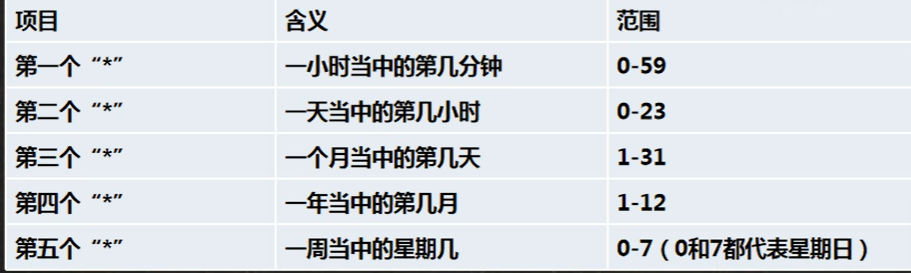 项目 含义 范围
第一个 “*” 一小时当中的第几分钟 0-59
第二个 “*” 一天当中的第几小时 0-23
第三个 “*” 一个月当中的第几天 1-31
第四个 “*” 一年当中的第几月 1-12
第五个 “*” 一周当中的星期几 0-7（0和7都代表星期日）